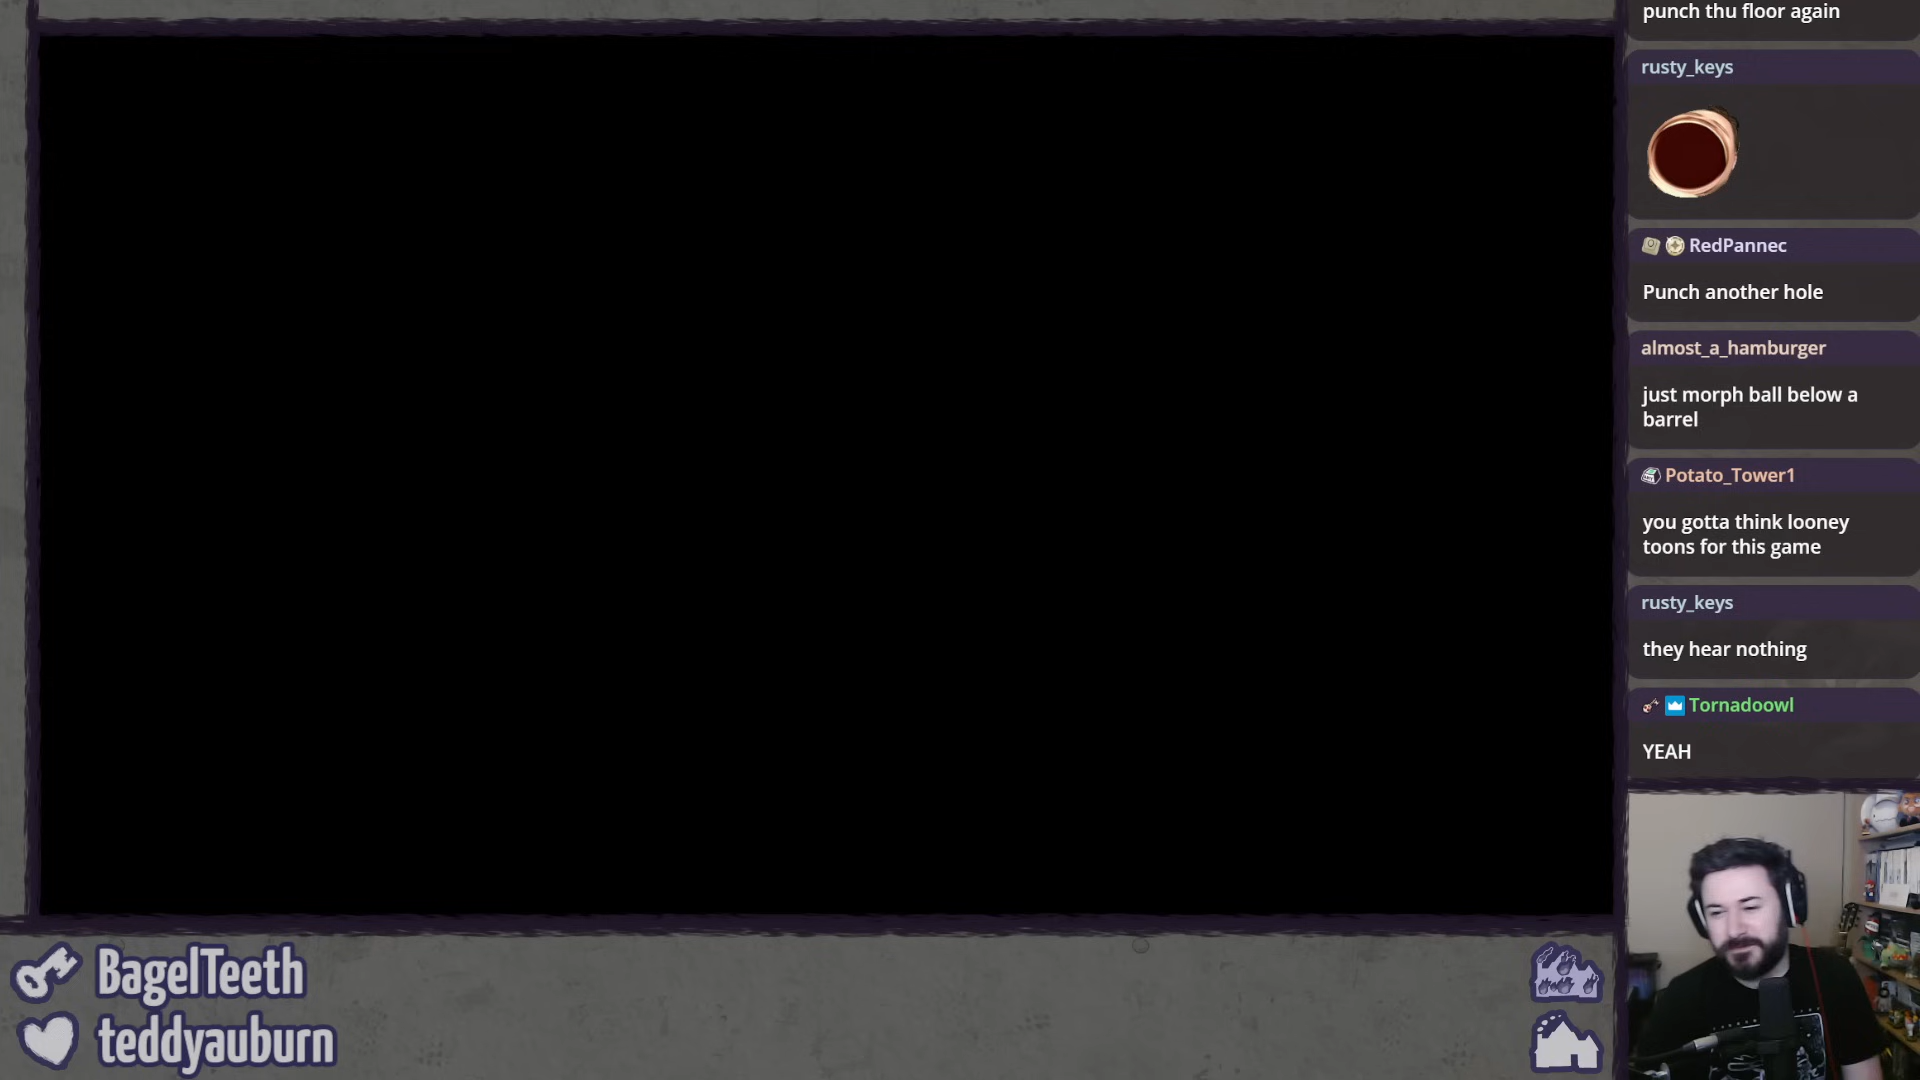 punch thu floor again
rusty_keys
RedPannec
Punch another hole
almost_a_hamburger
just morph ball below a
barrel
Potato_Tower1
you gotta think looney
toons for this game
rusty_keys
they hear nothing
Tornadoowl
YEAH
BagelTeeth
teddyauburn